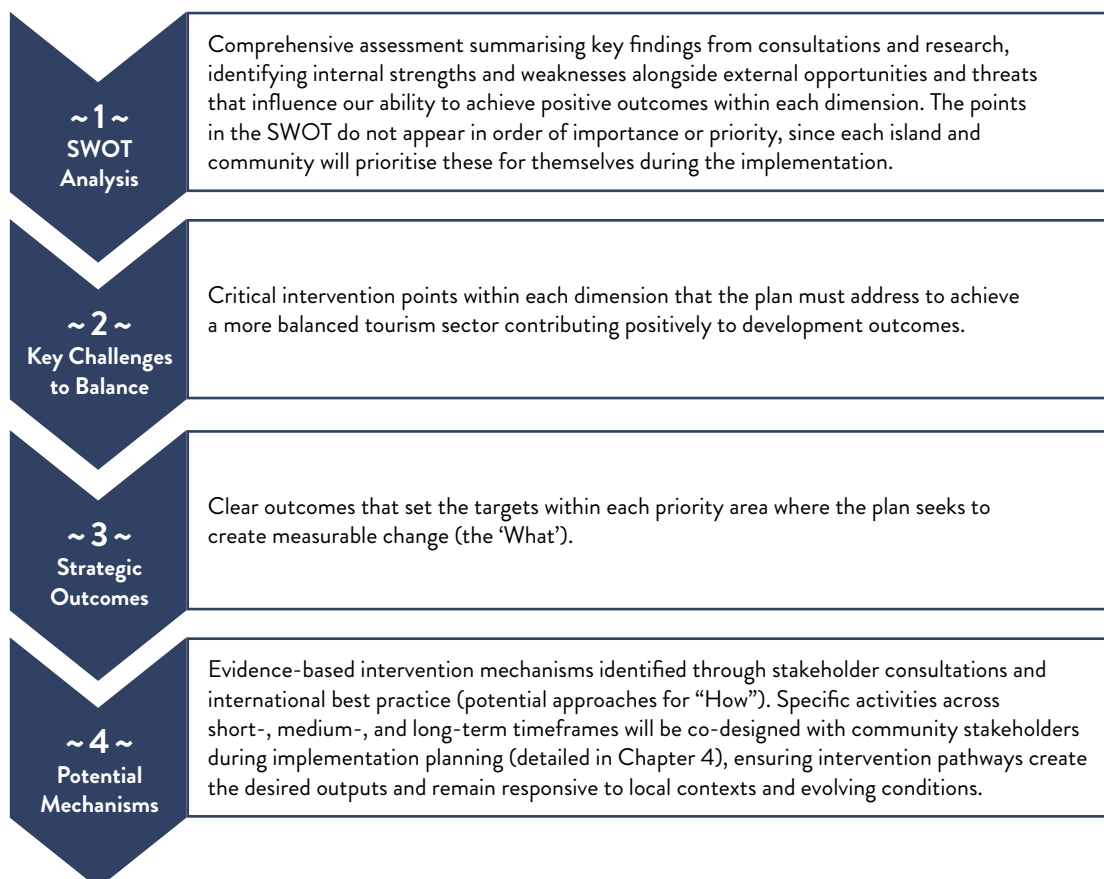 ~1~
SWOT
Analysis
Comprehensive assessment summarising key findings from consultations and research,
identifying internal strengths and weaknesses alongside external opportunities and threats
that influence our ability to achieve positive outcomes within each dimension. The points
in the SWOT do not appear in order of importance or priority, since each island and
community will prioritise these for themselves during the implementation.
~2~
Key Challenges
to Balance
Critical intervention points within each dimension that the plan must address to achieve
a more balanced tourism sector contributing positively to development outcomes.
~3~
Strategic
Outcomes
Clear outcomes that set the targets within each priority area where the plan seeks to
create measurable change (the ‘What’).
~4~
Potential
Mechanisms
Evidence-based intervention mechanisms identified through stakeholder consultations and
international best practice (potential approaches for “How”). Specific activities across
short-, medium-, and long-term timeframes will be co-designed with community stakeholders
during implementation planning (detailed in Chapter 4), ensuring intervention pathways create
the desired outputs and remain responsive to local contexts and evolving conditions.